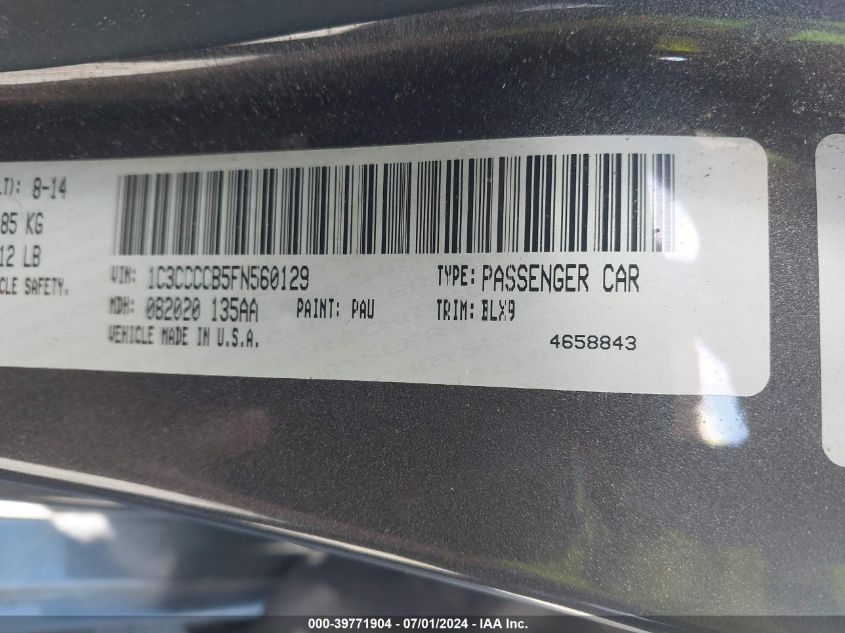 LT): 8-14
85 KG
12 LB
CLE SAFETY.
VIN: 1C3CCCCB5FN560129 TYPE: PASSENGER CAR
MDH: 082020 135AA PAINT: PAU TRIM: BLX9
VEHICLE MADE IN U.S.A. 4658843
000-39771904 / 07/01/2024 / IAA Inc.